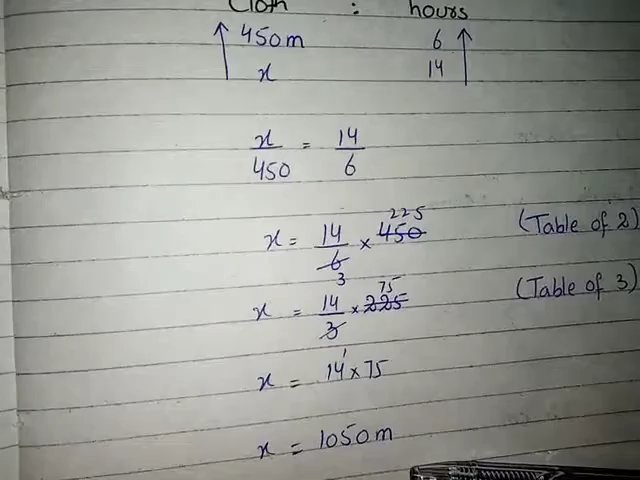 Cloth : hours
450m 6
x 14
x/450 = 14/6
x = 14/6 × 450 225 (Table of 2)
3
x = 14/3 × 225 75 (Table of 3)
x = 14 × 75
x = 1050m